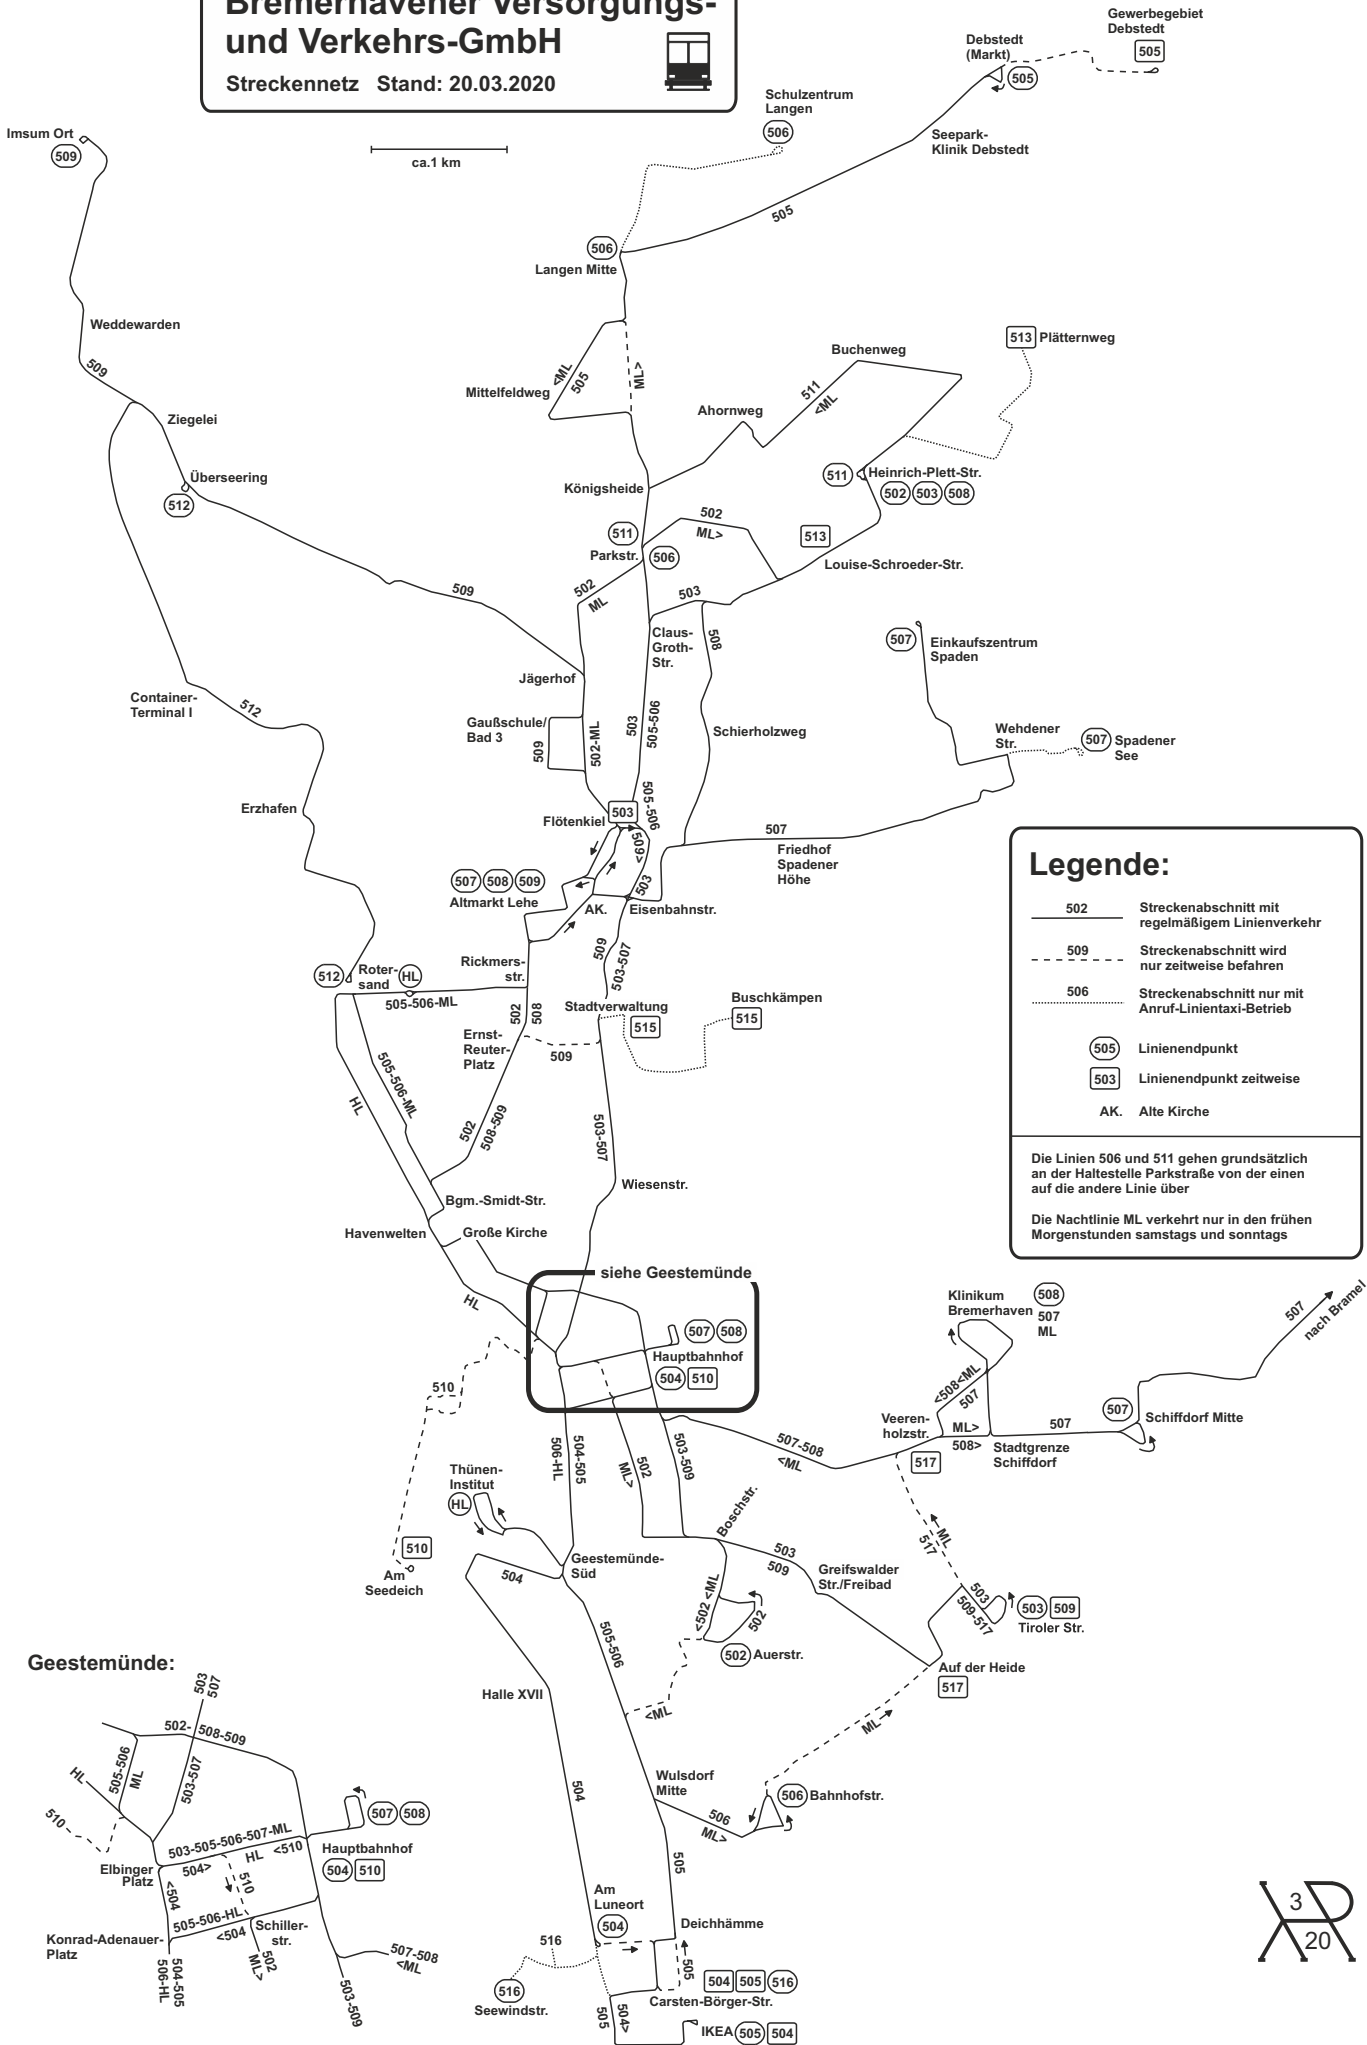 Bremerhavener Versorgungs-
und Verkehrs-GmbH
Streckennetz Stand: 20.03.2020
Gewerbegebiet
Debstedt
505
Debstedt
(Markt)
505
Schulzentrum
Langen
506
Seepark-
Klinik Debstedt
Imsum Ort
509
ca.1 km
505
506
Langen Mitte
Weddewarden
509
<ML
505
ML>
Mittelfeldweg
Buchenweg
513 Plätternweg
511
<ML
Ahornweg
Ziegelei
Überseering
512
Königsheide
511
Heinrich-Plett-Str.
502 503 508
511
Parkstr.
506
502
ML>
513
Louise-Schroeder-Str.
509
502
ML
503
508
Claus-
Groth-
Str.
507
Einkaufszentrum
Spaden
Jägerhof
Container-
Terminal I
512
Gaußschule/
Bad 3
509
502-ML
503
505-506
Schierholzweg
Wehdener
Str.
507 Spadener
See
Erzhafen
503
505-506
Flötenkiel
509>
507
Friedhof
Spadener
Höhe
507 508 509
Altmarkt Lehe
503
AK.
Eisenbahnstr.
Rickmers-
str.
509
503-507
512
Roter-
sand
HL
505-506-ML
502
508
Stadtverwaltung
515
Buschkämpen
515
Ernst-
Reuter-
Platz
509
505-506-ML
HL
502
508-509
503-507
Wiesenstr.
Bgm.-Smidt-Str.
Havenwelten
Große Kirche
HL
siehe Geestemünde
507 508
Hauptbahnhof
504 510
510
Legende:
502
Streckenabschnitt mit
regelmäßigem Linienverkehr
509
Streckenabschnitt wird
nur zeitweise befahren
506
Streckenabschnitt nur mit
Anruf-Linientaxi-Betrieb
505 Linienendpunkt
503 Linienendpunkt zeitweise
AK. Alte Kirche
Die Linien 506 und 511 gehen grundsätzlich
an der Haltestelle Parkstraße von der einen
auf die andere Linie über
Die Nachtlinie ML verkehrt nur in den frühen
Morgenstunden samstags und sonntags
Klinikum
Bremerhaven
508
507
ML
507
nach Bramel
<508<ML
507
Veeren-
holzstr.
ML>
508>
507
507
Schiffdorf Mitte
Stadtgrenze
Schiffdorf
517
507-508
<ML
506-HL
504-505
ML>
502
503-509
Thünen-
Institut
HL
510
Am
Seedeich
504
Geestemünde-
Süd
Boschstr.
503
509
Greifswalder
Str./Freibad
ML
517
503
509-517
503 509
Tiroler Str.
<502 <ML
502
502 Auerstr.
505-506
<ML
Auf der Heide
517
ML
Halle XVII
504
Wulsdorf
Mitte
506
ML>
506 Bahnhofstr.
505
Am
Luneort
504
Deichhämme
516
516
Seewindstr.
505
504 505 516
Carsten-Börger-Str.
505
504>
IKEA 505 504
Geestemünde:
503
507
502-
508-509
505-506
ML
503-507
HL
510
507 508
503-505-506-507-ML
504>
HL
<510
Hauptbahnhof
504 510
Elbinger
Platz
<504
510
505-506-HL
<504
Schiller-
str.
Konrad-Adenauer-
Platz
506-HL
504-505
ML>
502
507-508
<ML
503-509
3
20